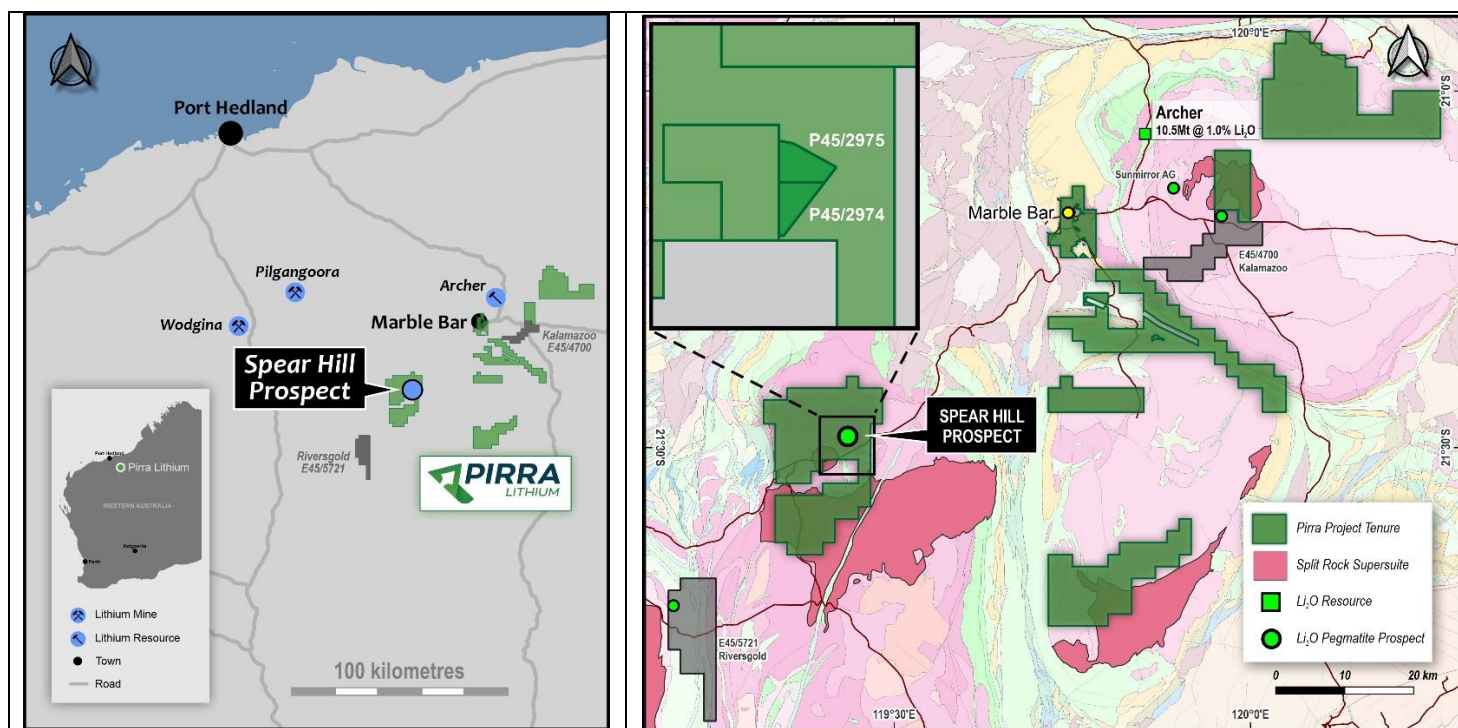 Port Hedland
Pilgangoora
Wodgina
Archer
Marble Bar
Kalamazoo
E45/4700
Spear Hill
Prospect
Riversgold
E45/5721
PIRRA
LITHIUM
Port Hedland
Pirra Lithium
WESTERN AUSTRALIA
Kalgoorlie
Perth
Lithium Mine
Lithium Resource
Town
Road
100 kilometres
P45/2975
P45/2974
120°0'E
21°0'S
Archer
10.5Mt @ 1.0% Li₂O
Sunmirror AG
Marble Bar
E45/4700
Kalamazoo
SPEAR HILL
PROSPECT
21°30'S
21°30'S
E45/5721
Riversgold
Pirra Project Tenure
Split Rock Supersuite
Li₂O Resource
Li₂O Pegmatite Prospect
0 10 20 km
119°30'E
120°0'E